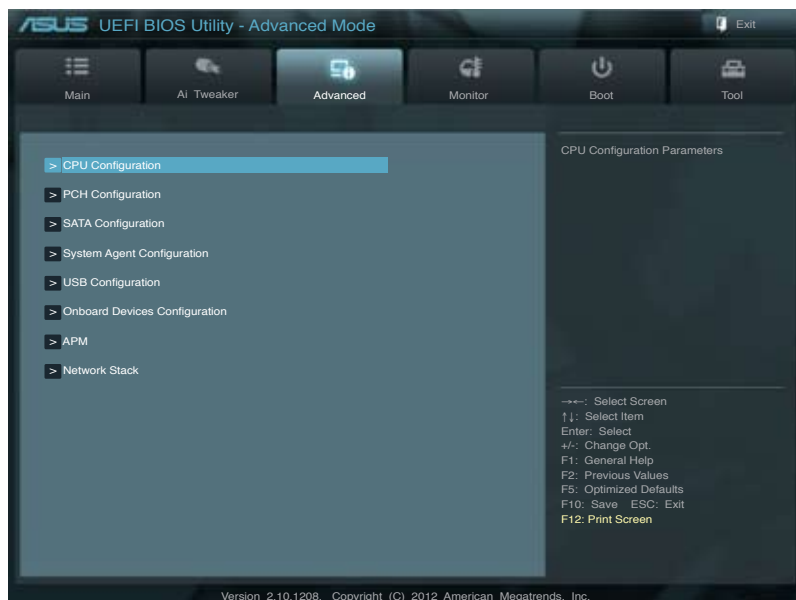 ASUS UEFI BIOS Utility - Advanced Mode
Exit
Main
Ai Tweaker
Advanced
Monitor
Boot
Tool
> CPU Configuration
> PCH Configuration
> SATA Configuration
> System Agent Configuration
> USB Configuration
> Onboard Devices Configuration
> APM
> Network Stack
CPU Configuration Parameters
→←: Select Screen
↑↓: Select Item
Enter: Select
+/-: Change Opt.
F1: General Help
F2: Previous Values
F5: Optimized Defaults
F10: Save ESC: Exit
F12: Print Screen
Version 2.10.1208. Copyright (C) 2012 American Megatrends, Inc.